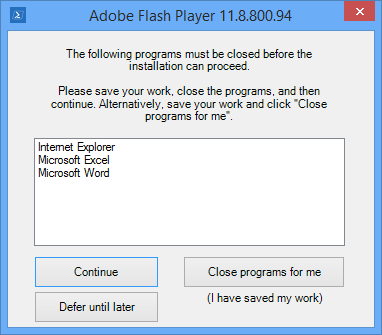 Adobe Flash Player 11.8.800.94
The following programs must be closed before the
installation can proceed.
Please save your work, close the programs, and then
continue. Alternatively, save your work and click "Close
programs for me".
Internet Explorer
Microsoft Excel
Microsoft Word
Continue
Close programs for me
(I have saved my work)
Defer until later